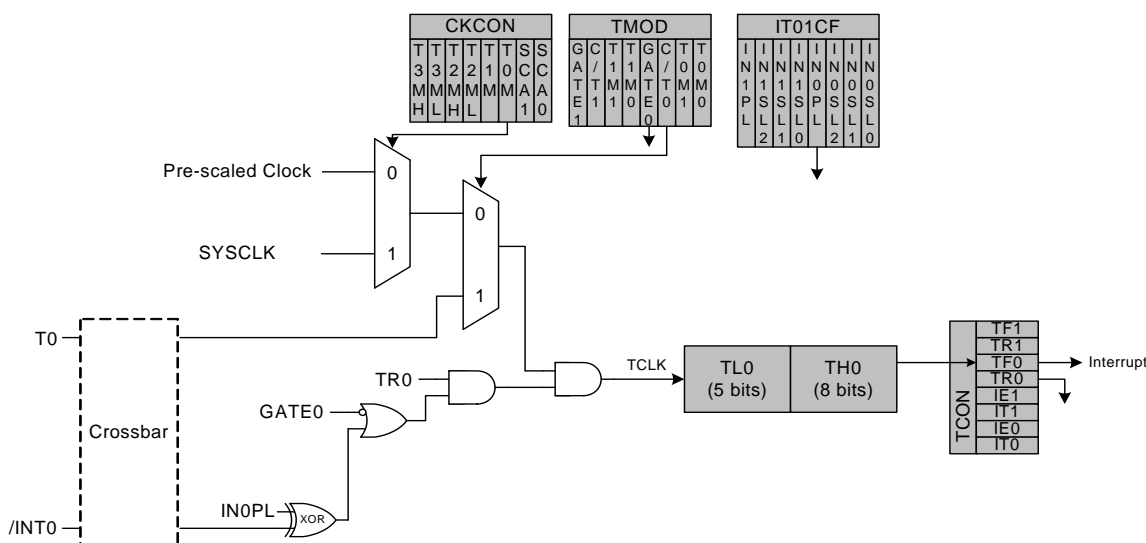 CKCON
T3MH
T3ML
T2MH
T2ML
T1M
T0M
SCA1
SCA0
TMOD
GATE1
C/T1
T1M1
T1M0
GATE0
C/T0
T0M1
T0M0
IT01CF
IN1PL
IN1SL2
IN1SL1
IN1SL0
IN0PL
IN0SL2
IN0SL1
IN0SL0
Pre-scaled Clock
0
SYSCLK
1
0
1
T0
Crossbar
/INT0
TR0
GATE0
IN0PL
XOR
TCLK
TL0
(5 bits)
TH0
(8 bits)
TCON
TF1
TR1
TF0
TR0
IE1
IT1
IE0
IT0
Interrupt